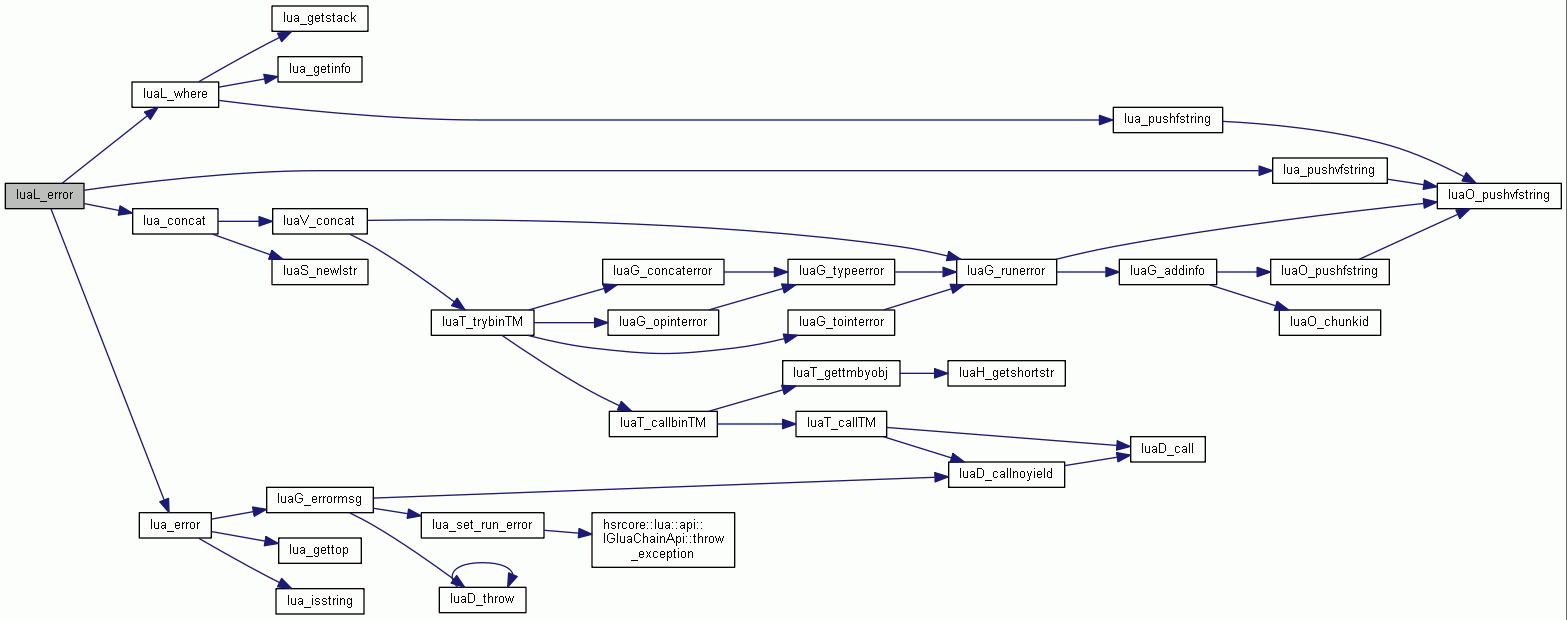 lua_getstack
lua_getinfo
luaL_where
lua_pushfstring
lua_pushvfstring
luaL_error
luaO_pushvfstring
lua_concat
luaV_concat
luaS_newlstr
luaG_concaterror
luaG_typeerror
luaG_runerror
luaG_addinfo
luaO_pushfstring
luaT_trybinTM
luaG_opinterror
luaG_tointerror
luaO_chunkid
luaT_gettmbyobj
luaH_getshortstr
luaT_callbinTM
luaT_callTM
luaD_call
luaD_callnoyield
luaG_errormsg
lua_error
lua_set_run_error
hsrcore::lua::api::
IGluaChainApi::throw
_exception
lua_gettop
luaD_throw
lua_isstring